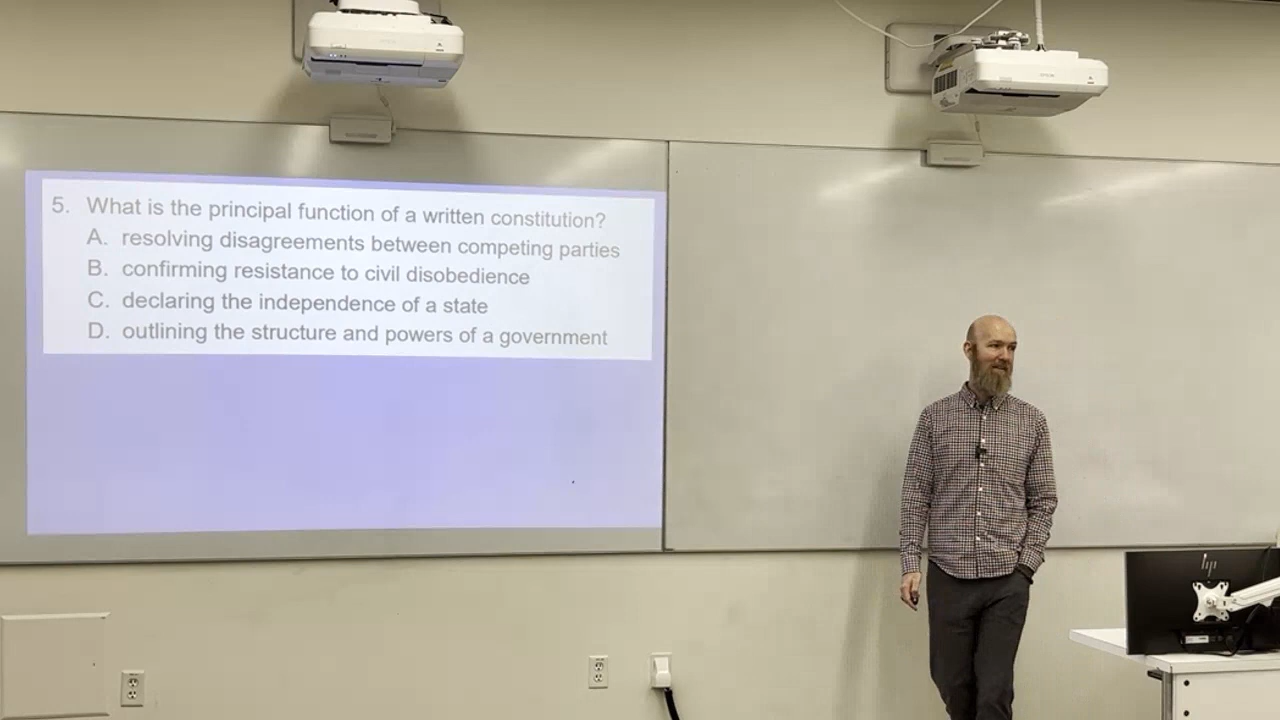 5. What is the principal function of a written constitution?
A. resolving disagreements between competing parties
B. confirming resistance to civil disobedience
C. declaring the independence of a state
D. outlining the structure and powers of a government
hp